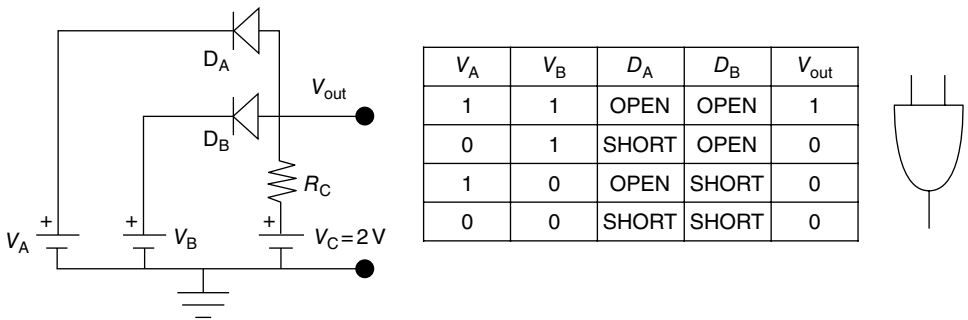 D_A
V_out
D_B
R_C
+ + +
V_A V_B V_C = 2 V
V_A V_B D_A D_B V_out
1 1 OPEN OPEN 1
0 1 SHORT OPEN 0
1 0 OPEN SHORT 0
0 0 SHORT SHORT 0